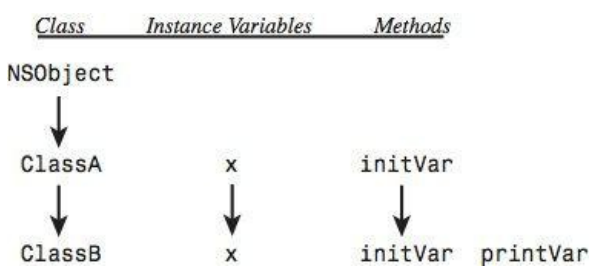 Class Instance Variables Methods
NSObject
ClassA x initVar
ClassB x initVar printVar